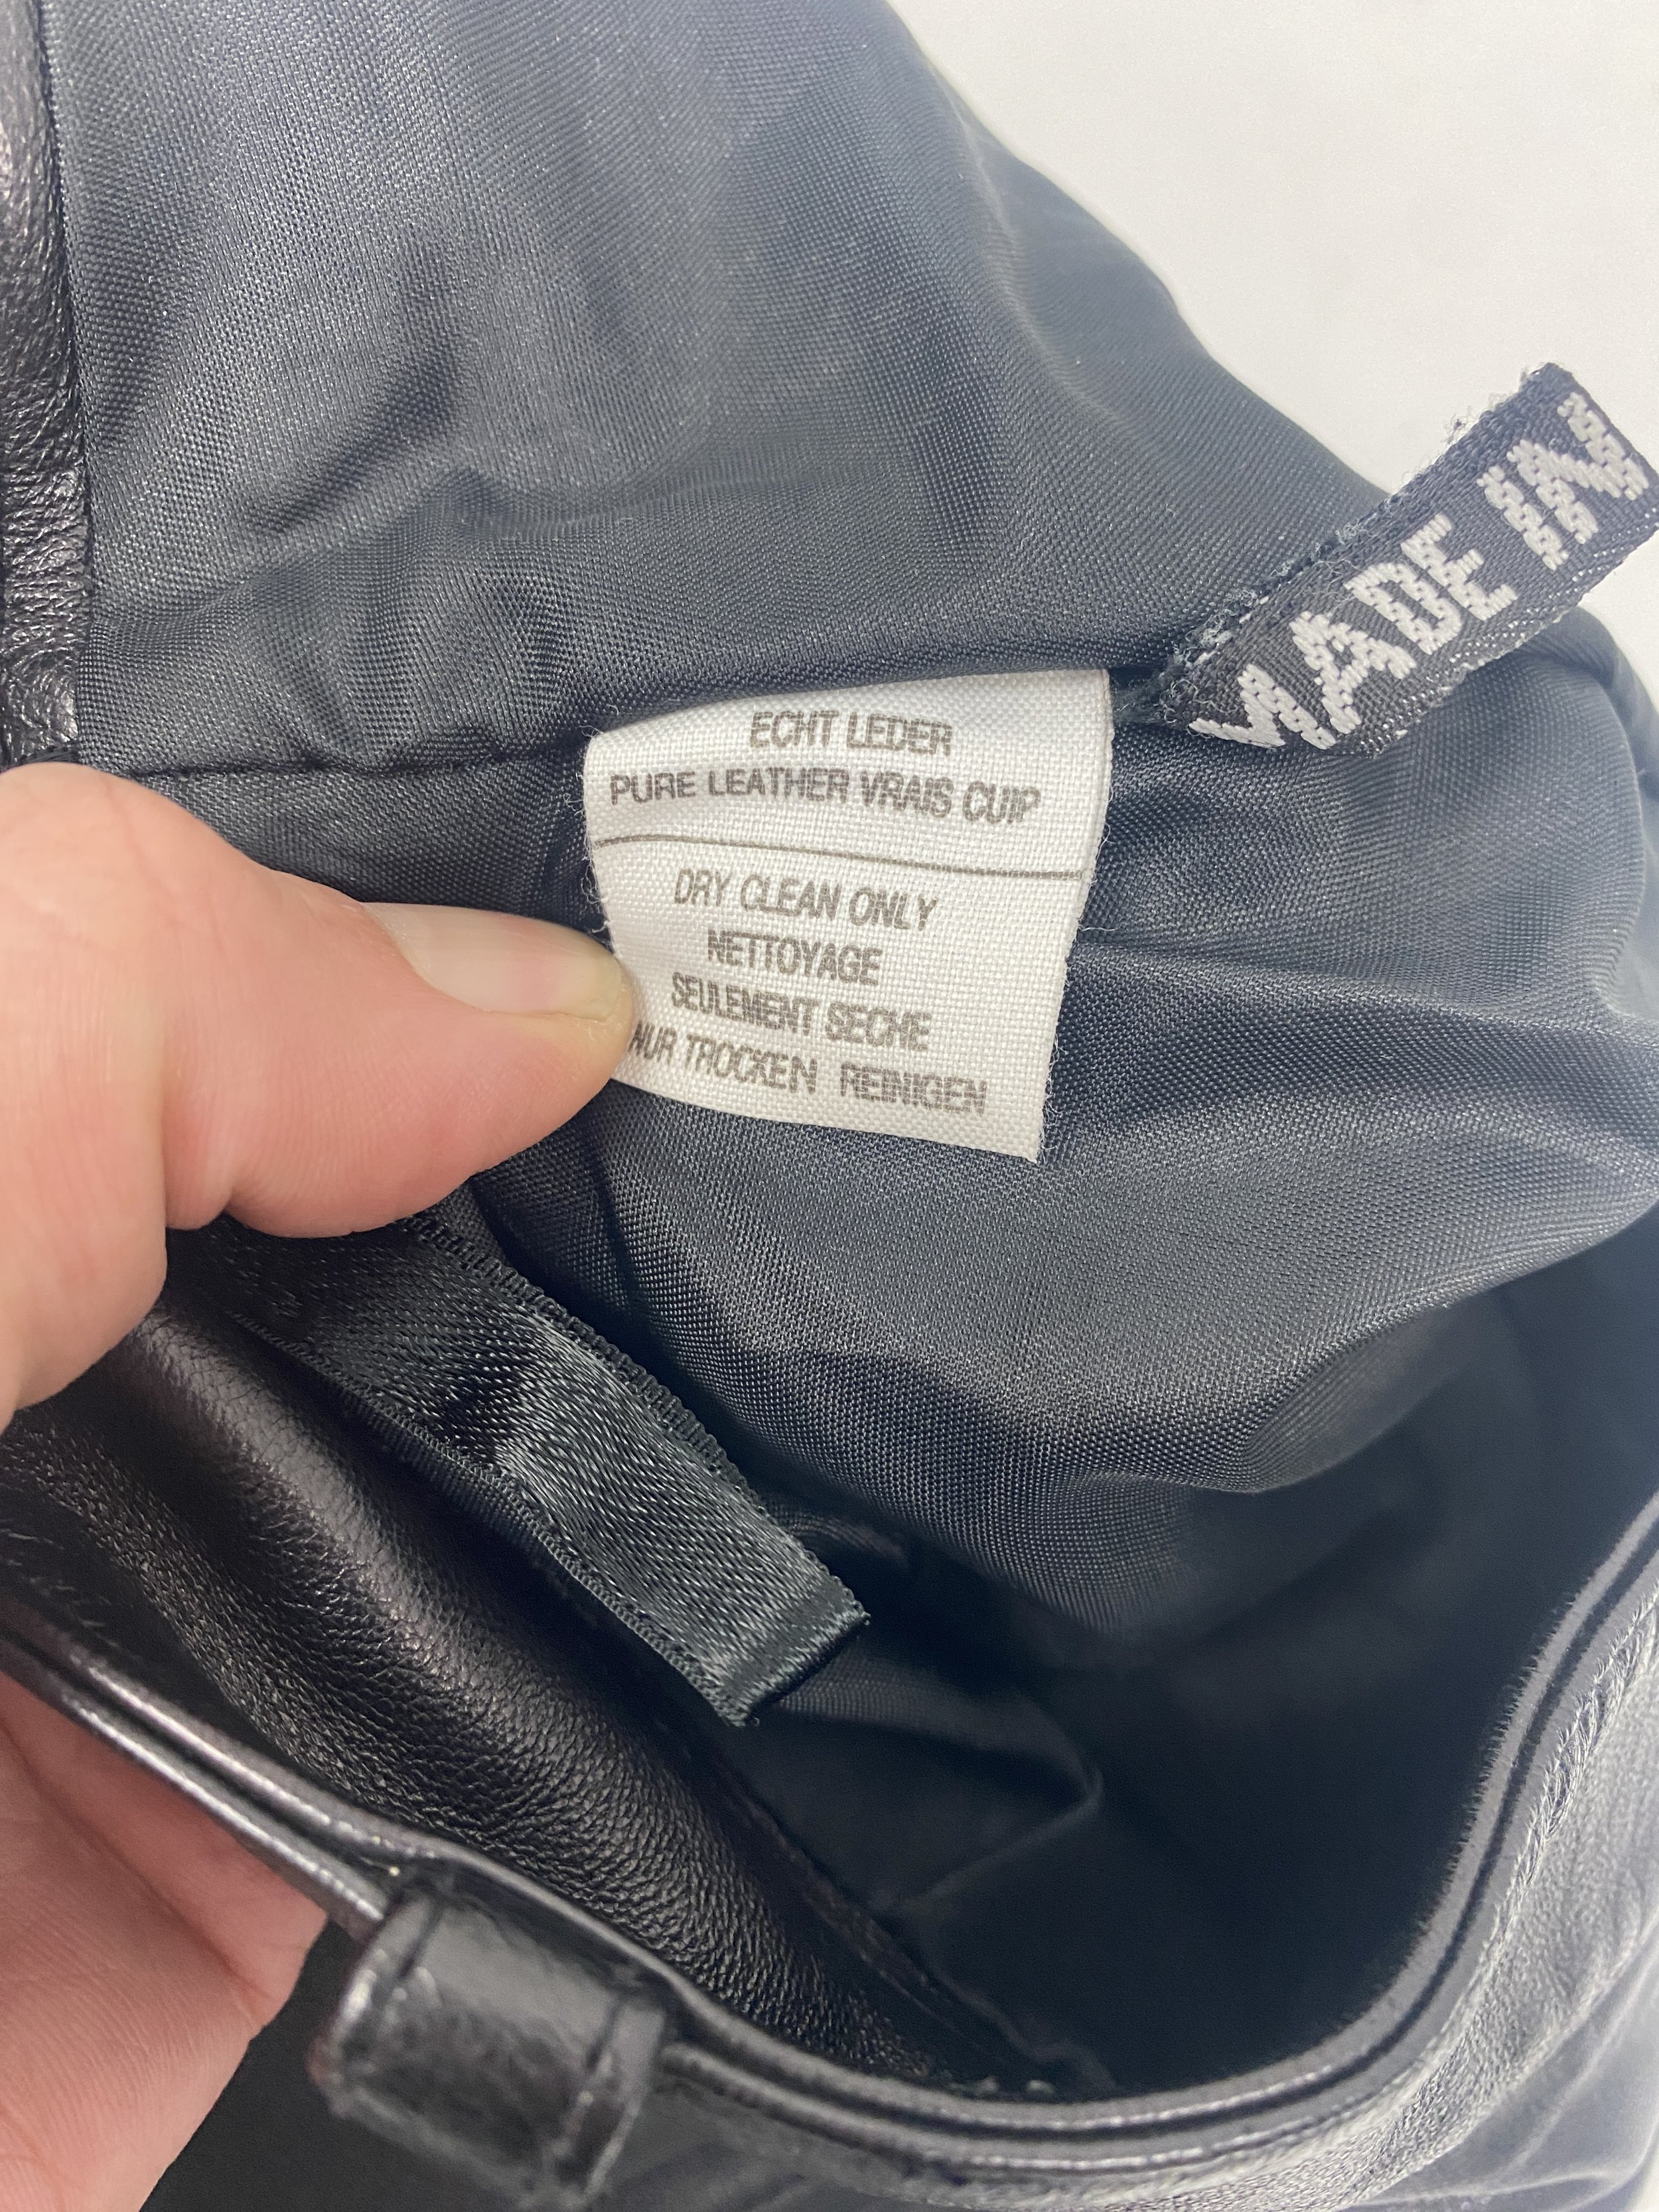 MADE IN
ECHT LEDER
PURE LEATHER VRAIS CUIP
DRY CLEAN ONLY
NETTOYAGE
SEULEMENT SECHE
NUR TROCKEN REINIGEN